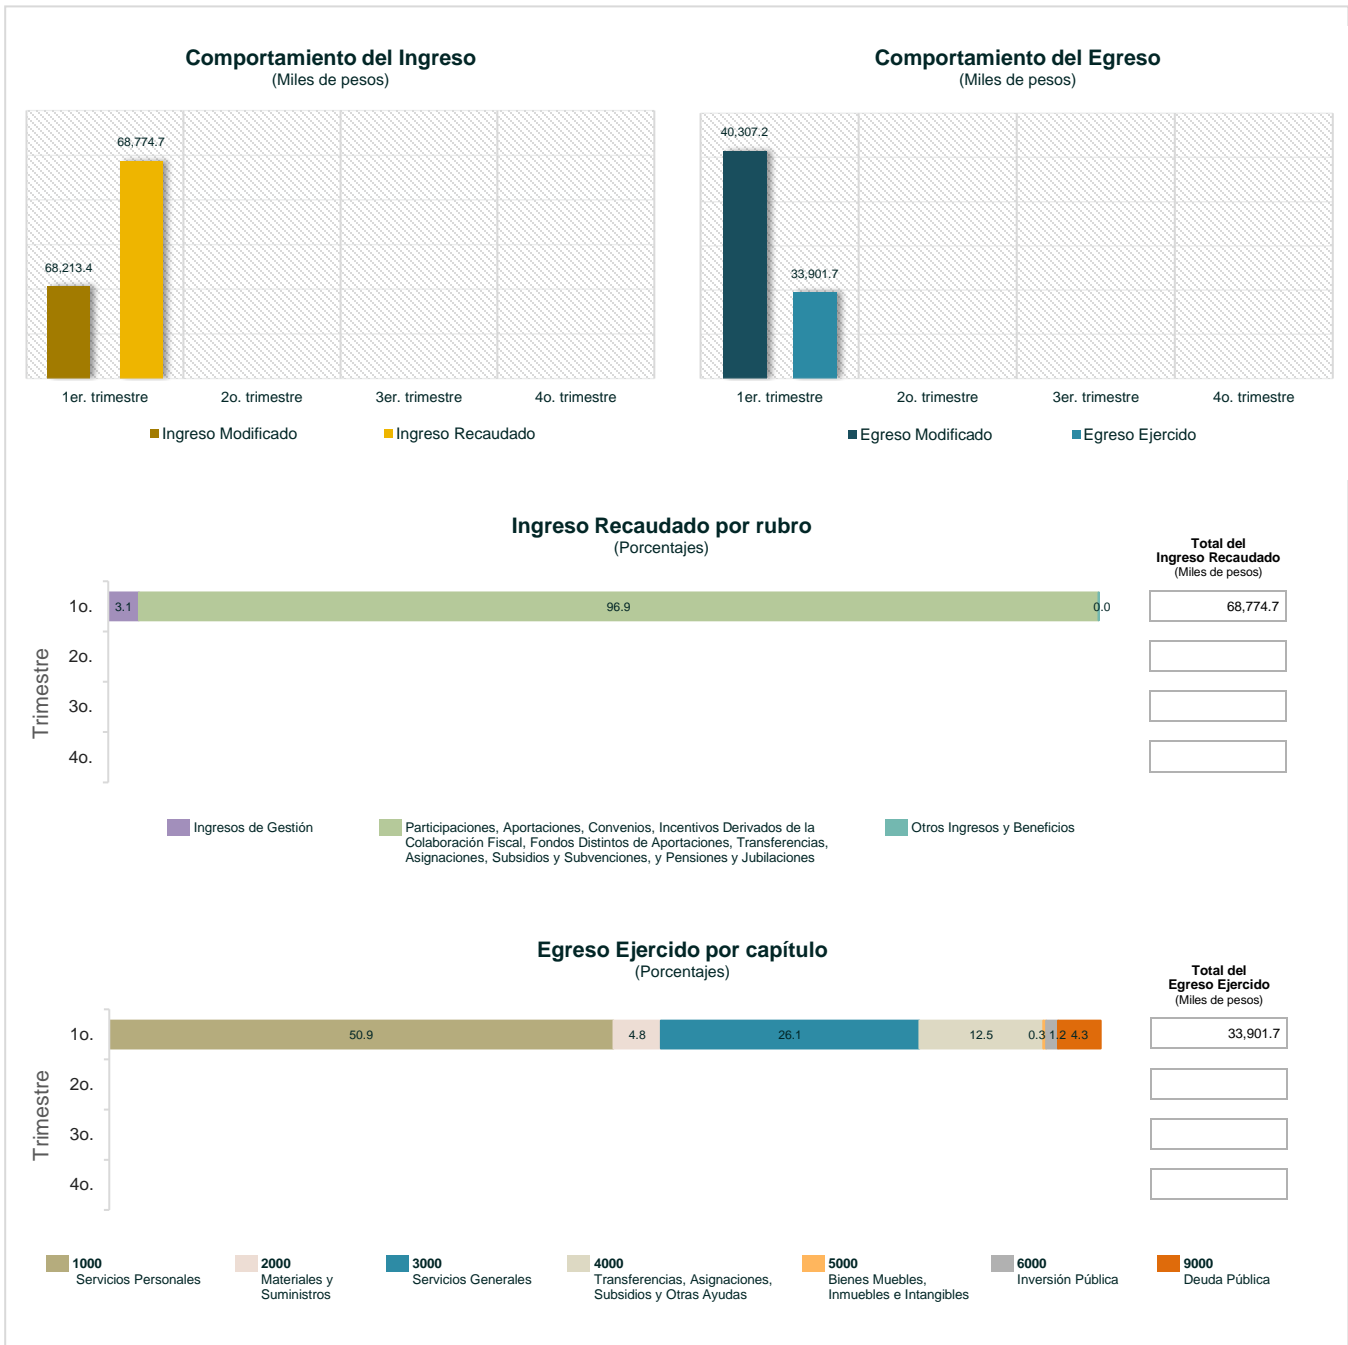 Comportamiento del Ingreso
(Miles de pesos)
68,213.4
68,774.7
1er. trimestre
2o. trimestre
3er. trimestre
4o. trimestre
Ingreso Modificado
Ingreso Recaudado
Comportamiento del Egreso
(Miles de pesos)
40,307.2
33,901.7
1er. trimestre
2o. trimestre
3er. trimestre
4o. trimestre
Egreso Modificado
Egreso Ejercido
Ingreso Recaudado por rubro
(Porcentajes)
Total del
Ingreso Recaudado
(Miles de pesos)
Trimestre
1o.
3.1
96.9
0.0
68,774.7
2o.
3o.
4o.
Ingresos de Gestión
Participaciones, Aportaciones, Convenios, Incentivos Derivados de la
Colaboración Fiscal, Fondos Distintos de Aportaciones, Transferencias,
Asignaciones, Subsidios y Subvenciones, y Pensiones y Jubilaciones
Otros Ingresos y Beneficios
Egreso Ejercido por capítulo
(Porcentajes)
Total del
Egreso Ejercido
(Miles de pesos)
Trimestre
1o.
50.9
4.8
26.1
12.5
0.3
1.2
4.3
33,901.7
2o.
3o.
4o.
1000
Servicios Personales
2000
Materiales y
Suministros
3000
Servicios Generales
4000
Transferencias, Asignaciones,
Subsidios y Otras Ayudas
5000
Bienes Muebles,
Inmuebles e Intangibles
6000
Inversión Pública
9000
Deuda Pública